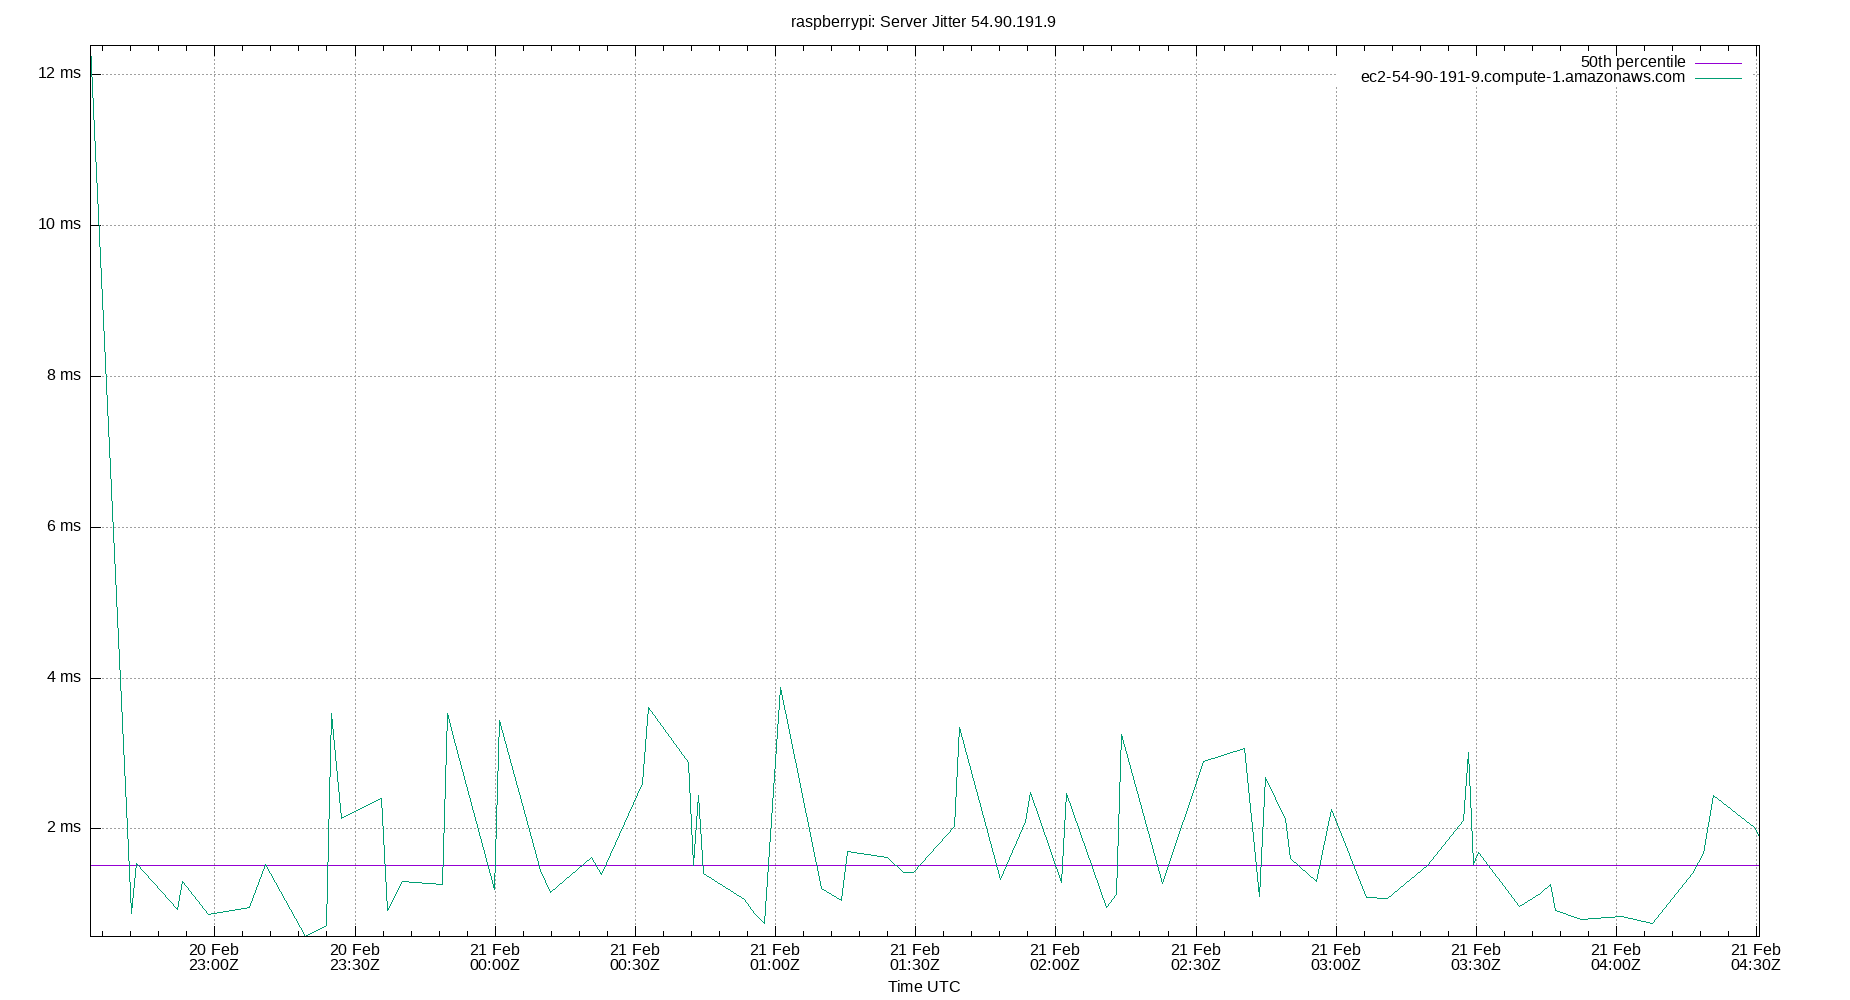 raspberrypi: Server Jitter 54.90.191.9
50th percentile
ec2-54-90-191-9.compute-1.amazonaws.com
12 ms
10 ms
8 ms
6 ms
4 ms
2 ms
20 Feb 20 Feb 21 Feb 21 Feb 21 Feb 21 Feb 21 Feb 21 Feb 21 Feb 21 Feb 21 Feb 21 Feb
23:00Z 23:30Z 00:00Z 00:30Z 01:00Z 01:30Z 02:00Z 02:30Z 03:00Z 03:30Z 04:00Z 04:30Z
Time UTC